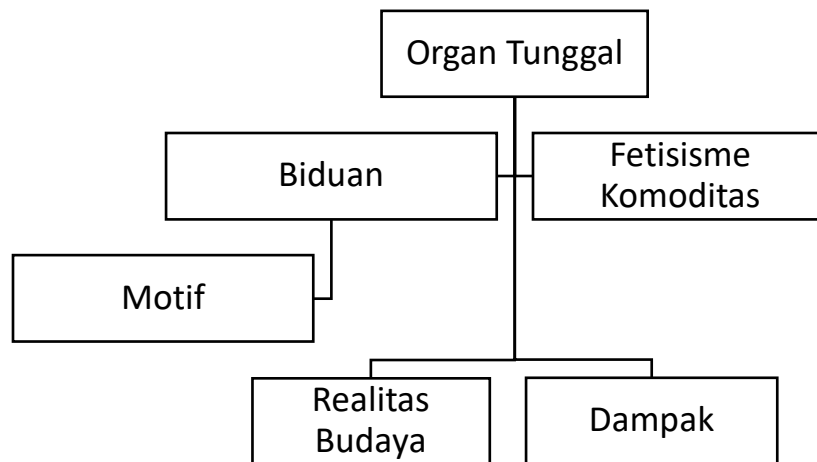 Organ Tunggal
Biduan
Fetisisme
Komoditas
Motif
Realitas
Budaya
Dampak